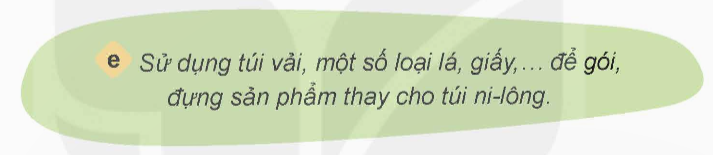 e Sử dụng túi vải, một số loại lá, giấy,... để gói,
đựng sản phẩm thay cho túi ni-lông.